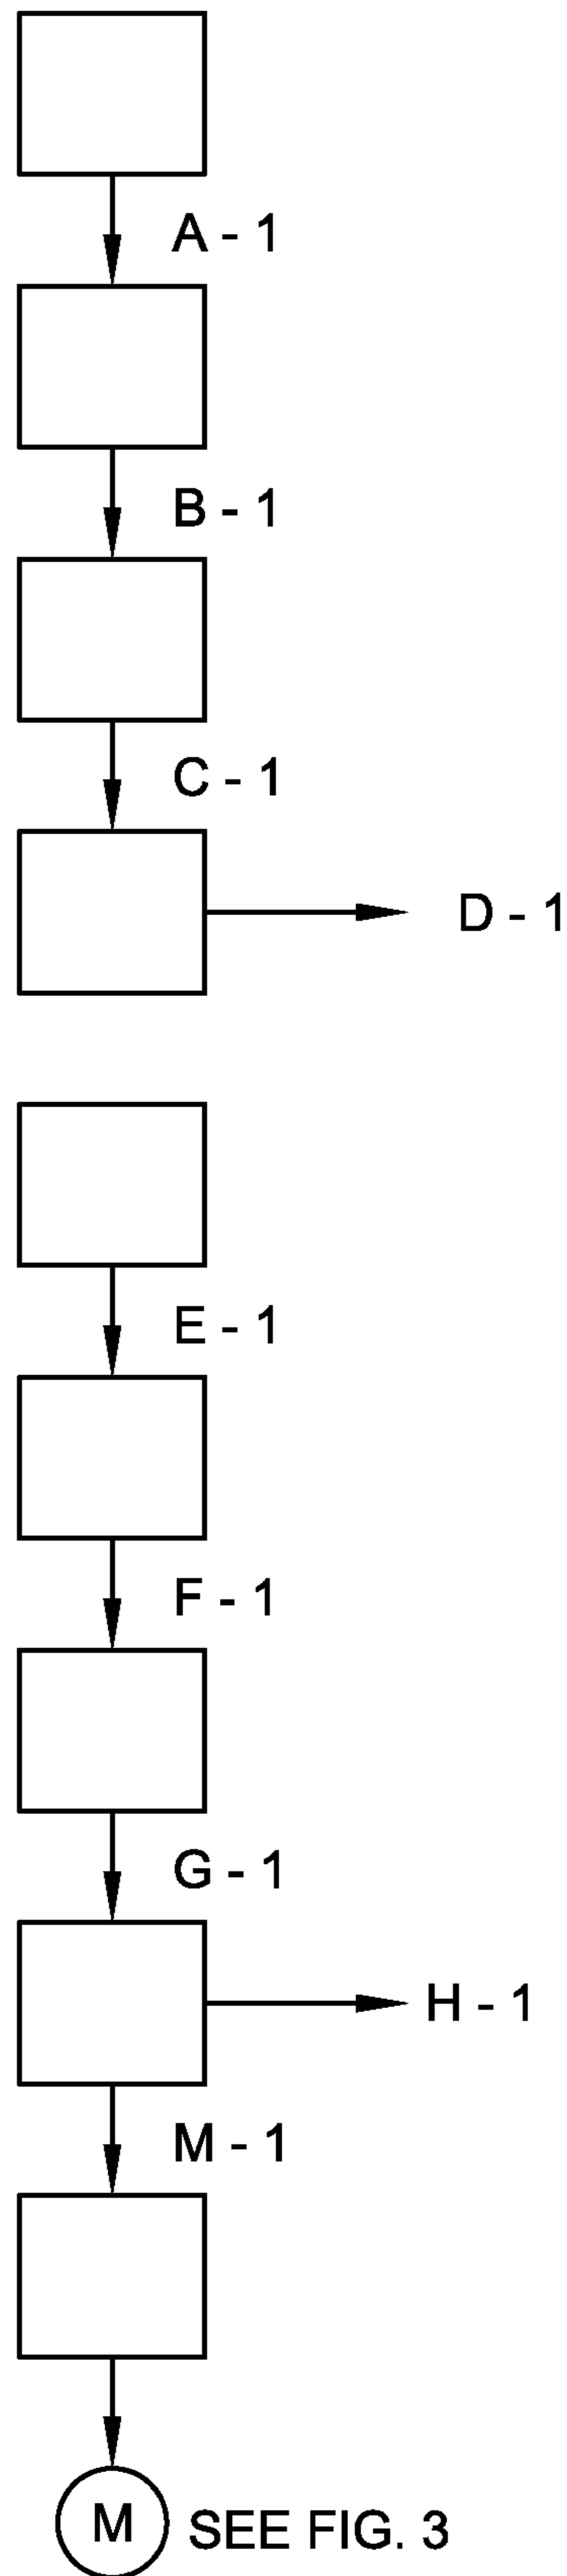 A - 1
B - 1
C - 1
D - 1
E - 1
F - 1
G - 1
H - 1
M - 1
M SEE FIG. 3